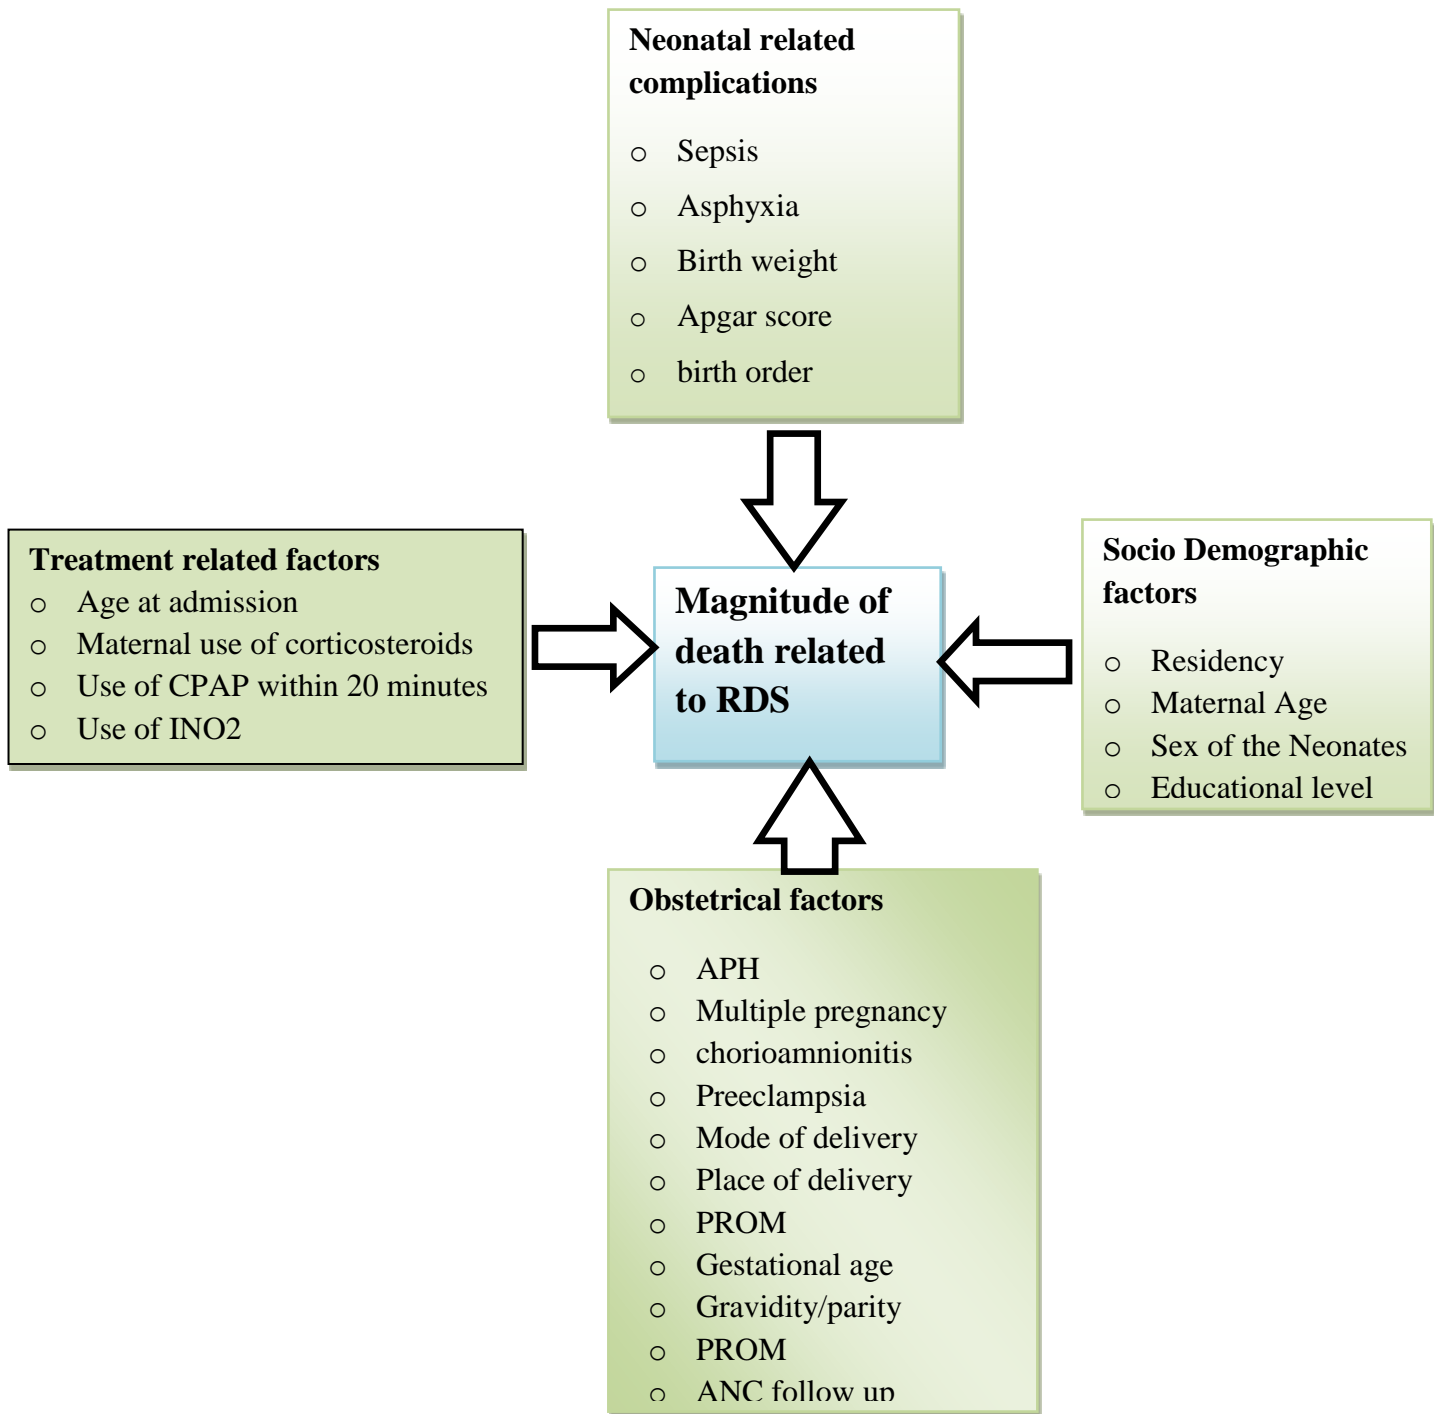 Neonatal related
complications
o Sepsis
o Asphyxia
o Birth weight
o Apgar score
o birth order
Treatment related factors
o Age at admission
o Maternal use of corticosteroids
o Use of CPAP within 20 minutes
o Use of INO2
Magnitude of
death related
to RDS
Socio Demographic
factors
o Residency
o Maternal Age
o Sex of the Neonates
o Educational level
Obstetrical factors
o APH
o Multiple pregnancy
o chorioamnionitis
o Preeclampsia
o Mode of delivery
o Place of delivery
o PROM
o Gestational age
o Gravidity/parity
o PROM
o ANC follow up